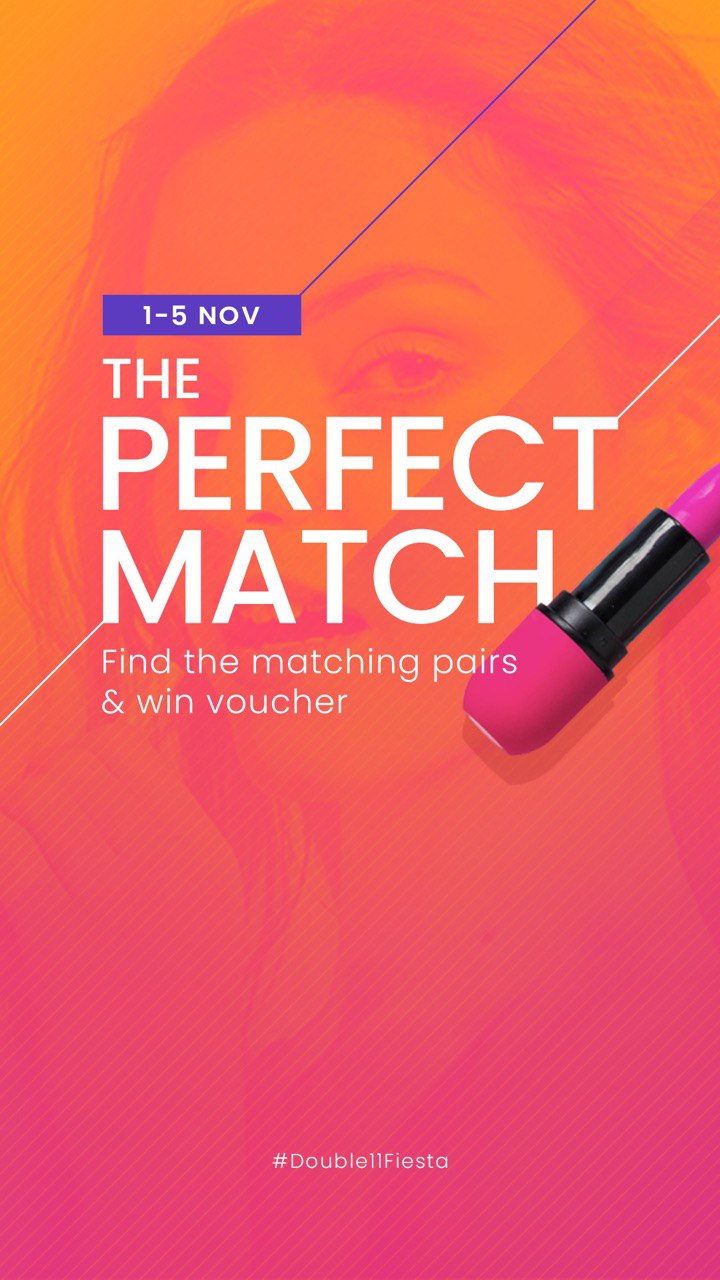 1-5 NOV
THE
PERFECT
MATCH
Find the matching pairs
& win voucher
#Double11Fiesta